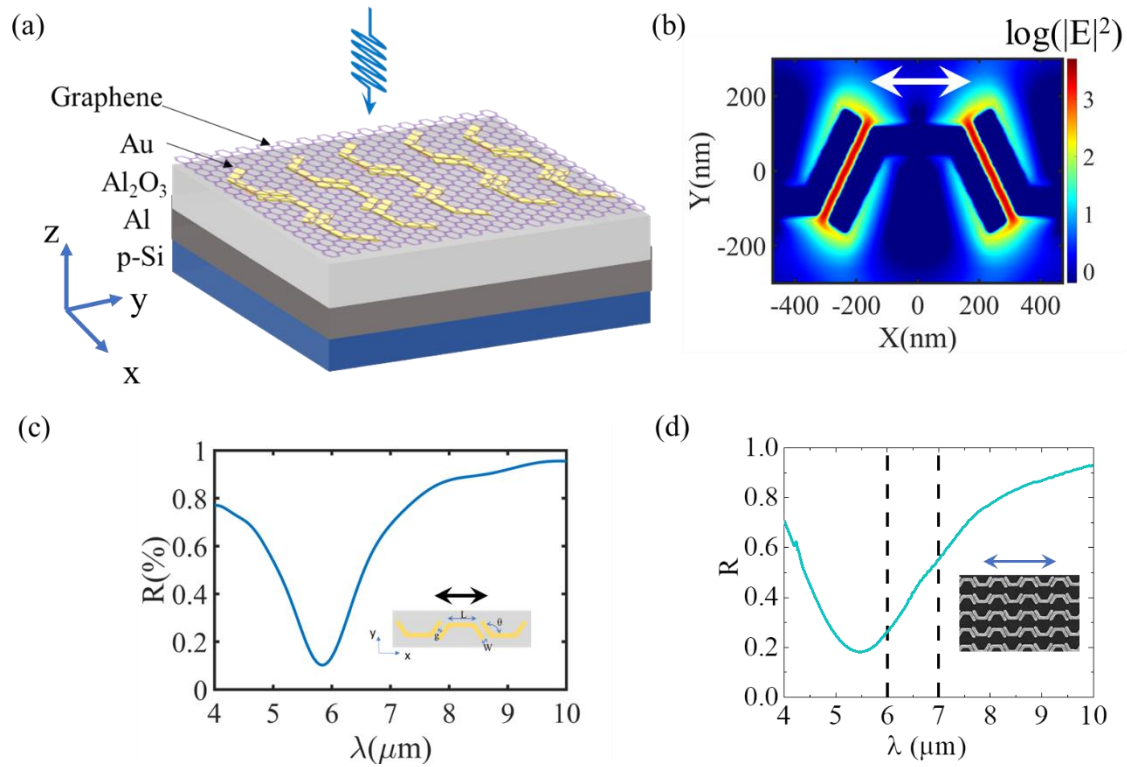 (a)
Graphene
Au
Al₂O₃
Al
p-Si
z
y
x
(b)
log(|E|²)
Y(nm)
200
0
-200
-400 -200 0 200 400
X(nm)
3
2
1
0
(c)
R(%)
1
0.8
0.6
0.4
0.2
0
4 5 6 7 8 9 10
λ(μm)
L
θ
g
W
y
x
(d)
R
1.0
0.8
0.6
0.4
0.2
0.0
4 5 6 7 8 9 10
λ (μm)